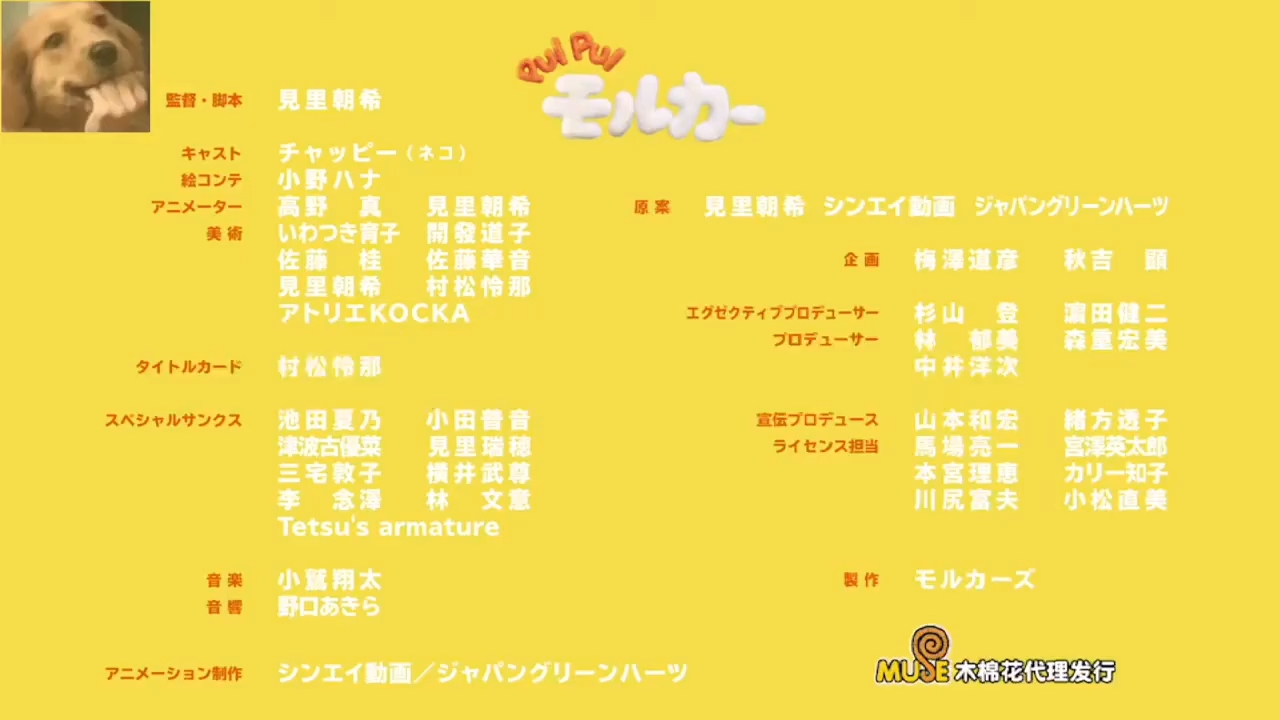 PUI PUI
モルカー
監督・脚本 見里朝希
キャスト チャッピー（ネコ）
絵コンテ 小野ハナ
アニメーター 高野 真 見里朝希
美術 いわつき育子 開發道子
佐藤 桂 佐藤華音
見里朝希 村松怜那
アトリエKOCKA
タイトルカード 村松怜那
スペシャルサンクス 池田夏乃 小田普音
津波古優菜 見里瑞穂
三宅敦子 横井武尊
李 念澤 林 文意
Tetsu's armature
音楽 小鷲翔太
音響 野口あきら
アニメーション制作 シンエイ動画／ジャパングリーンハーツ
原案 見里朝希 シンエイ動画 ジャパングリーンハーツ
企画 梅澤道彦 秋吉 顕
エグゼクティブプロデューサー 杉山 登 濵田健二
プロデューサー 林 郁美 森重宏美
中井洋次
宣伝プロデュース 山本和宏 緒方透子
ライセンス担当 馬場亮一 宮澤英太郎
本宮理恵 カリー知子
川尻富夫 小松直美
製作 モルカーズ
MUSE 木棉花代理发行